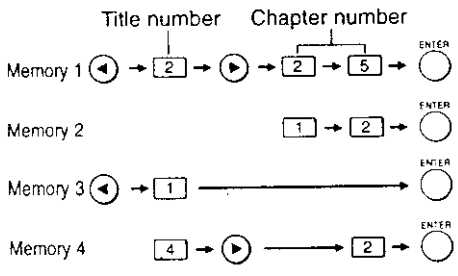 Title number Chapter number
ENTER
Memory 1 2 2 5
ENTER
Memory 2 1 2
ENTER
Memory 3 1
ENTER
Memory 4 4 2